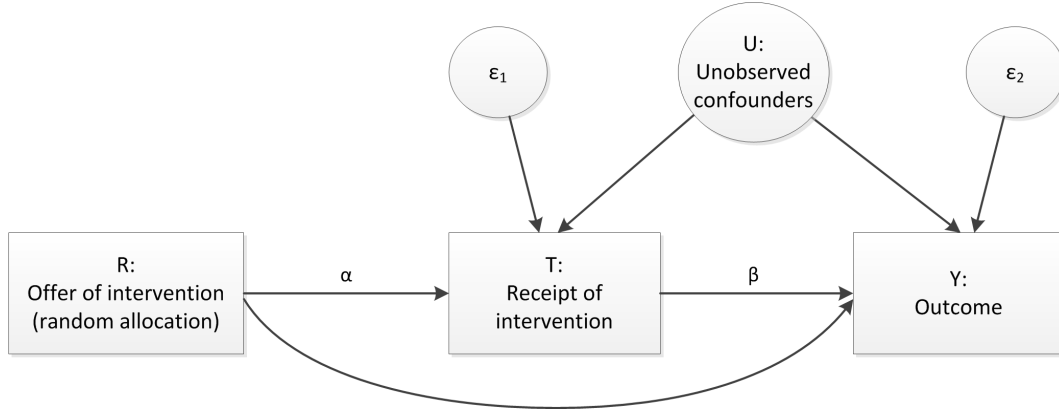 ε1
U:
Unobserved
confounders
ε2
R:
Offer of intervention
(random allocation)
α
T:
Receipt of
intervention
β
Y:
Outcome